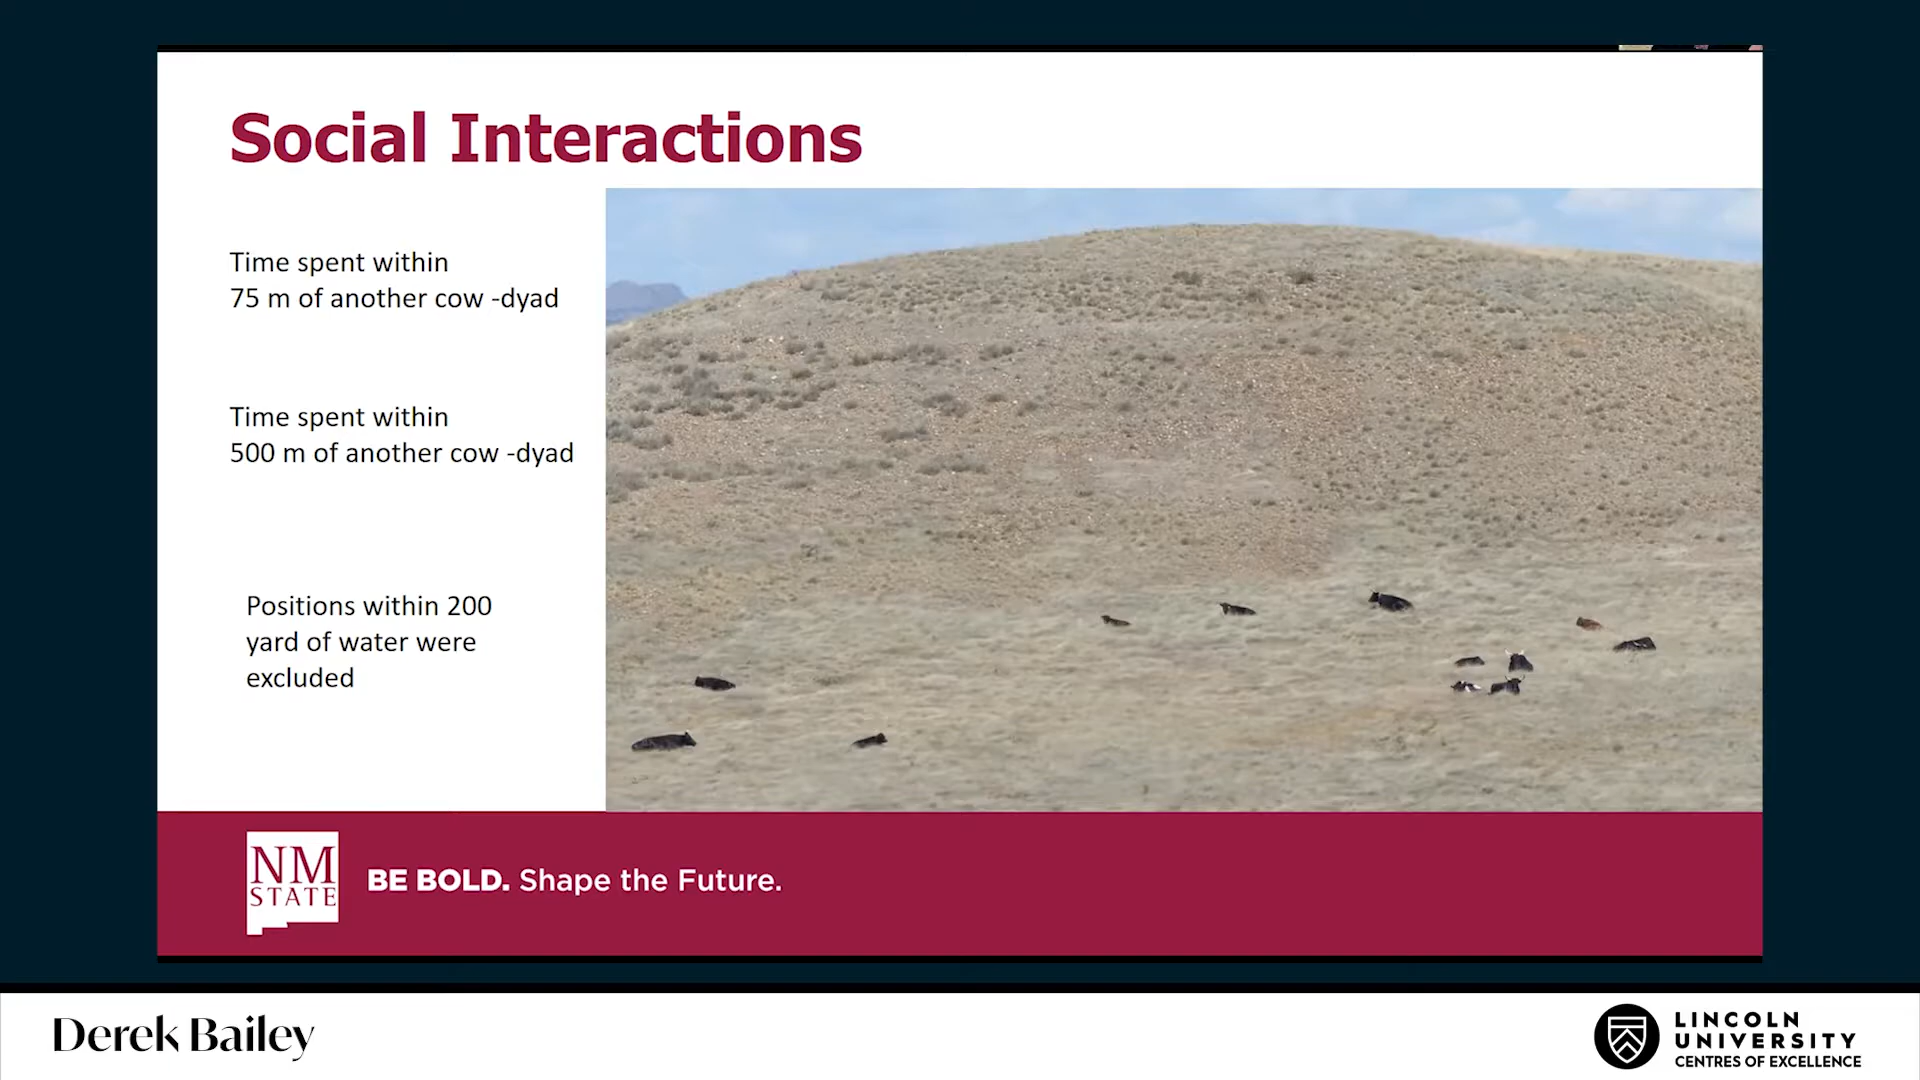 Social Interactions
Time spent within
75 m of another cow -dyad
Time spent within
500 m of another cow -dyad
Positions within 200
yard of water were
excluded
NM
STATE
BE BOLD. Shape the Future.
Derek Bailey
LINCOLN
UNIVERSITY
CENTRES OF EXCELLENCE